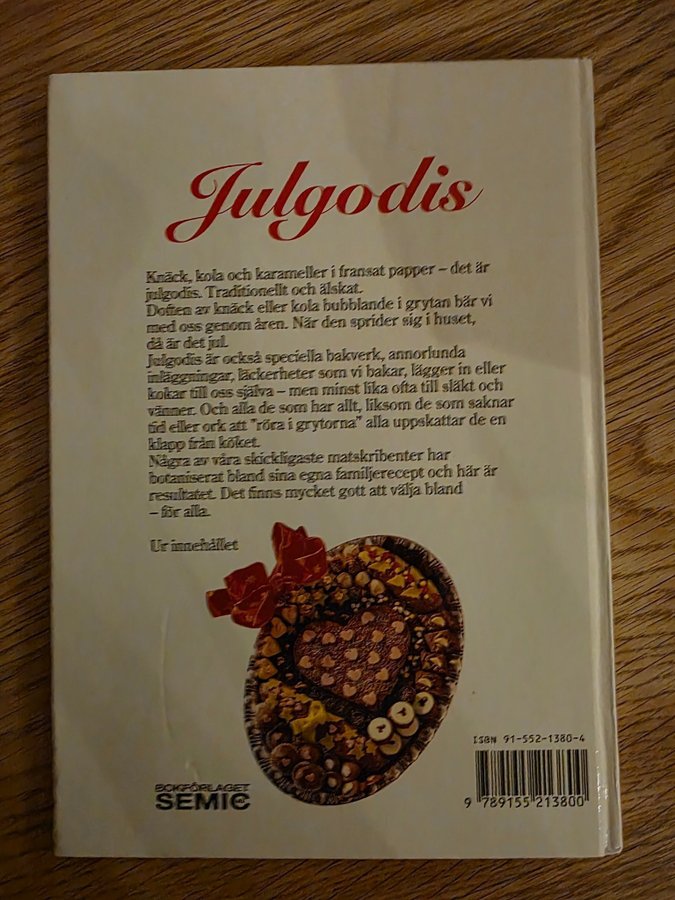 Julgodis
Knäck, kola och karameller i fransat papper – det är
julgodis. Traditionellt och älskat.
Doften av knäck eller kola bubblande i grytan bär vi
med oss genom åren. När den sprider sig i huset,
då är det jul.
Julgodis är också speciella bakverk, annorlunda
inläggningar, läckerheter som vi bakar, lägger in eller
kokar till oss själva – men minst lika ofta till släkt och
vänner. Och alla de som har allt, liksom de som saknar
tid eller ork att "röra i grytorna" alla uppskattar de en
klapp från köket.
Några av våra skickligaste matskribenter har
botaniserat bland sina egna familjerecept och här är
resultatet. Det finns mycket gott att välja bland
– för alla.
Ur innehållet
BOKFÖRLAGET
SEMIC
ISBN 91-552-1380-4
9 789155 213800